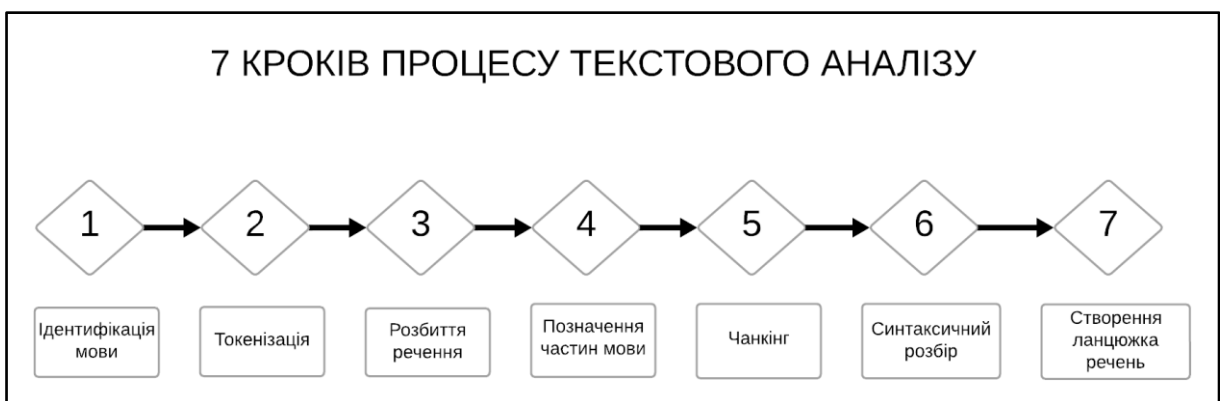 7 КРОКІВ ПРОЦЕСУ ТЕКСТОВОГО АНАЛІЗУ
1
2
3
4
5
6
7
Ідентифікація
мови
Токенізація
Розбиття
речення
Позначення
частин мови
Чанкінг
Синтаксичний
розбір
Створення
ланцюжка
речень